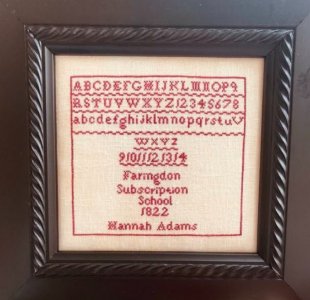 ABCDEFGHIJKLMNOPQ
RSTUVWXYZ12345678
abcdefghijklmnopqrstuv
wxyz
91011121314
Faringdon
Subscription
School
1822
Hannah Adams